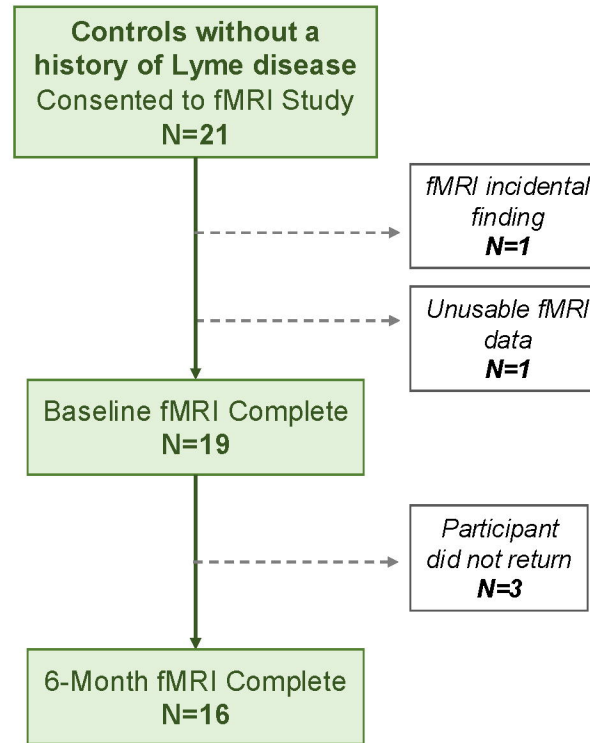 Controls without a
history of Lyme disease
Consented to fMRI Study
N=21
fMRI incidental
finding
N=1
Unusable fMRI
data
N=1
Baseline fMRI Complete
N=19
Participant
did not return
N=3
6-Month fMRI Complete
N=16